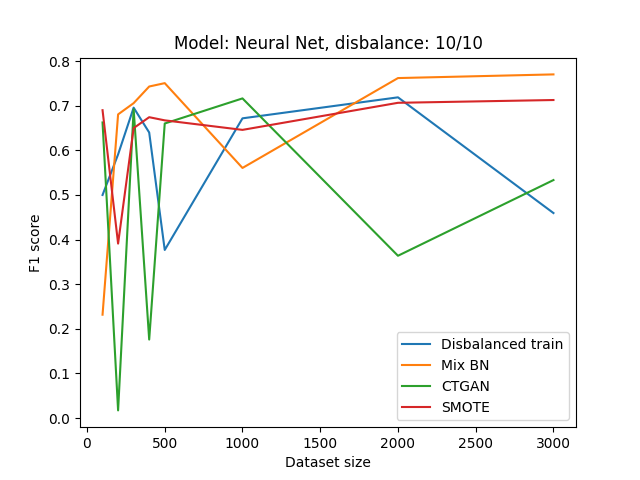 Model: Neural Net, disbalance: 10/10
F1 score
0.8
0.7
0.6
0.5
0.4
0.3
0.2
0.1
0.0
0
500
1000
1500
2000
2500
3000
Dataset size
Disbalanced train
Mix BN
CTGAN
SMOTE